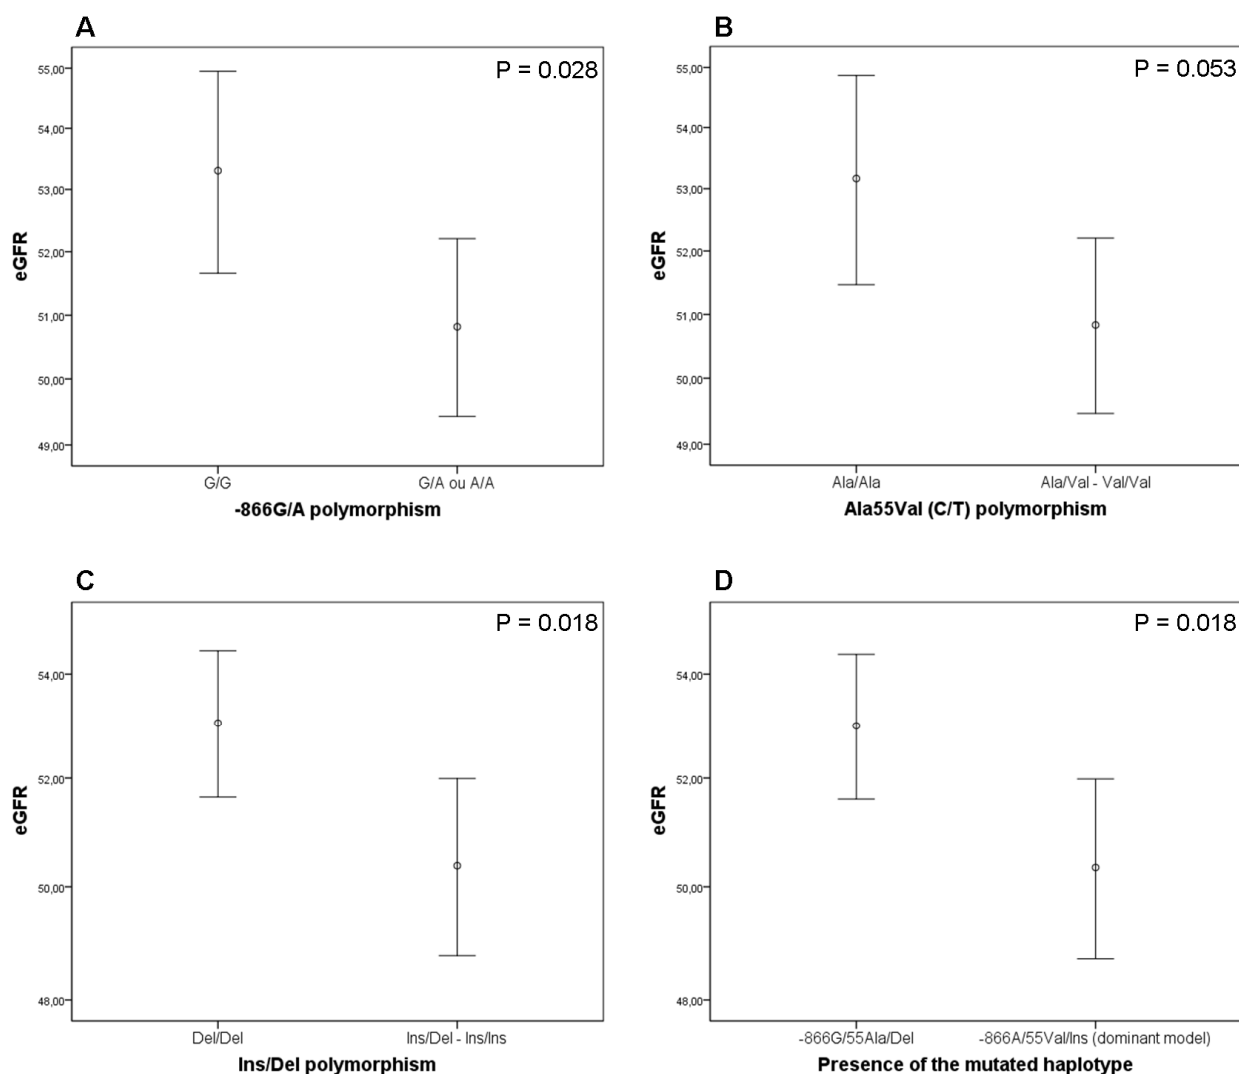 A
P = 0.028
55,00
54,00
53,00
52,00
51,00
50,00
49,00
eGFR
G/G
G/A ou A/A
-866G/A polymorphism
B
P = 0.053
55,00
54,00
53,00
52,00
51,00
50,00
49,00
eGFR
Ala/Ala
Ala/Val - Val/Val
Ala55Val (C/T) polymorphism
C
P = 0.018
54,00
52,00
50,00
48,00
eGFR
Del/Del
Ins/Del - Ins/Ins
Ins/Del polymorphism
D
P = 0.018
54,00
52,00
50,00
48,00
eGFR
-866G/55Ala/Del
-866A/55Val/Ins (dominant model)
Presence of the mutated haplotype